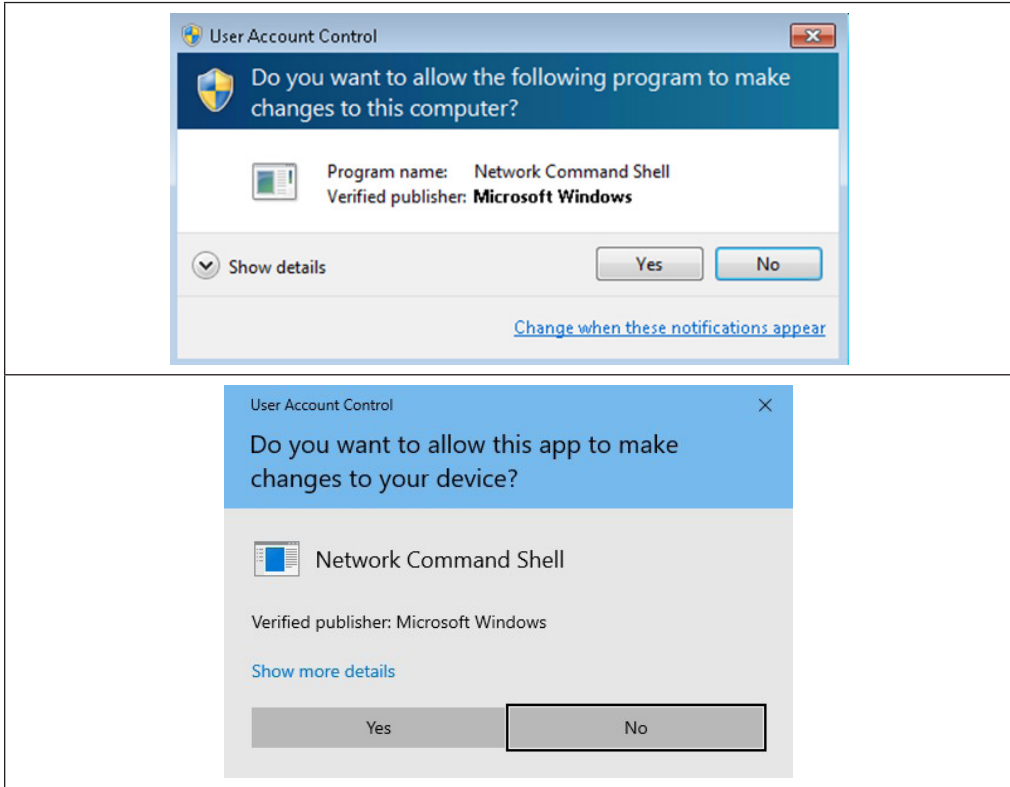 User Account Control
Do you want to allow the following program to make
changes to this computer?
Program name: Network Command Shell
Verified publisher: Microsoft Windows
Show details
Yes
No
Change when these notifications appear
User Account Control
Do you want to allow this app to make
changes to your device?
Network Command Shell
Verified publisher: Microsoft Windows
Show more details
Yes
No